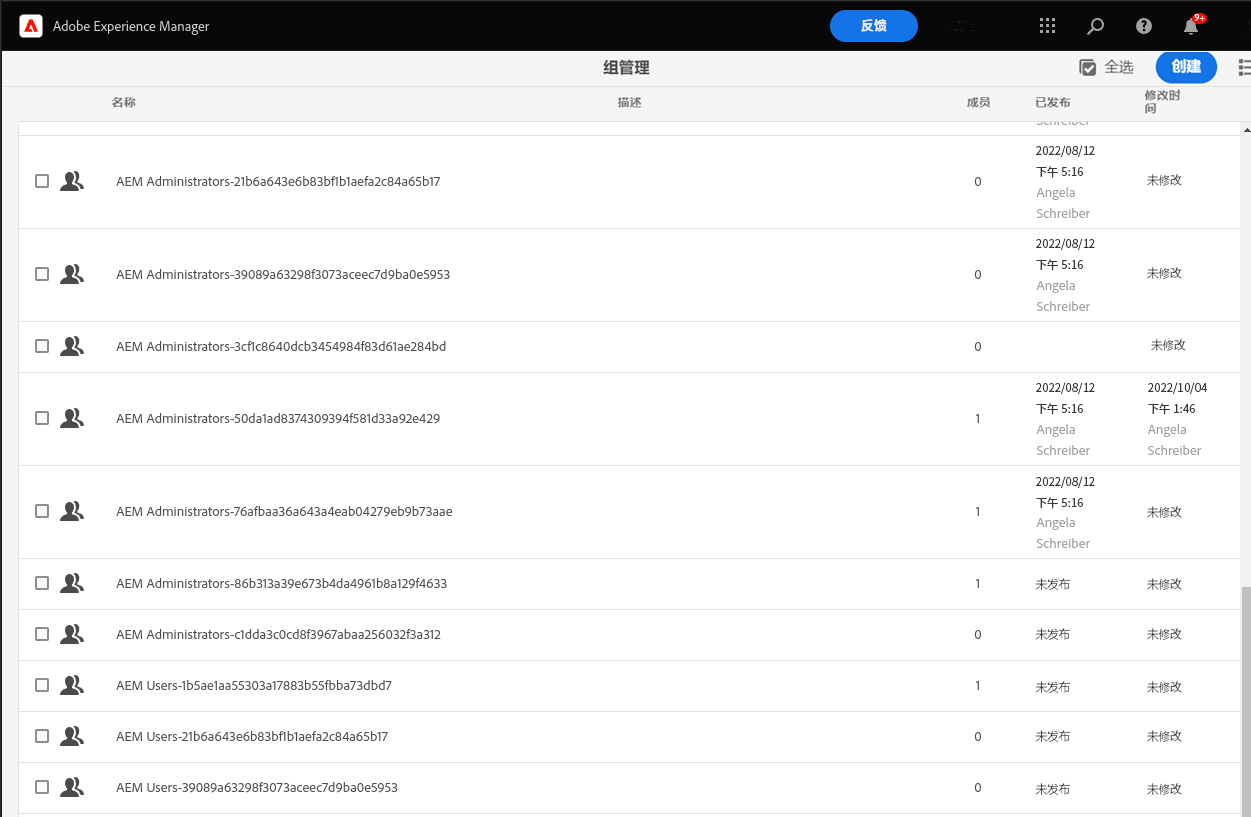 Adobe Experience Manager
反馈
9+
组管理
全选
创建
名称
描述
成员
已发布
修改时
间
Schreiber
AEM Administrators-21b6a643e6b83bf1b1aefa2c84a65b17
0
2022/08/12
下午 5:16
Angela
Schreiber
未修改
AEM Administrators-39089a63298f3073aceec7d9ba0e5953
0
2022/08/12
下午 5:16
Angela
Schreiber
未修改
AEM Administrators-3cf1c8640dcb3454984f83d61ae284bd
0
未修改
AEM Administrators-50da1ad8374309394f581d33a92e429
1
2022/08/12
下午 5:16
Angela
Schreiber
2022/10/04
下午 1:46
Angela
Schreiber
AEM Administrators-76afbaa36a643a4eab04279eb9b73aae
1
2022/08/12
下午 5:16
Angela
Schreiber
未修改
AEM Administrators-86b313a39e673b4da4961b8a129f4633
1
未发布
未修改
AEM Administrators-c1dda3c0cd8f3967abaa256032f3a312
0
未发布
未修改
AEM Users-1b5ae1aa55303a17883b55fbba73dbd7
1
未发布
未修改
AEM Users-21b6a643e6b83bf1b1aefa2c84a65b17
0
未发布
未修改
AEM Users-39089a63298f3073aceec7d9ba0e5953
0
未发布
未修改